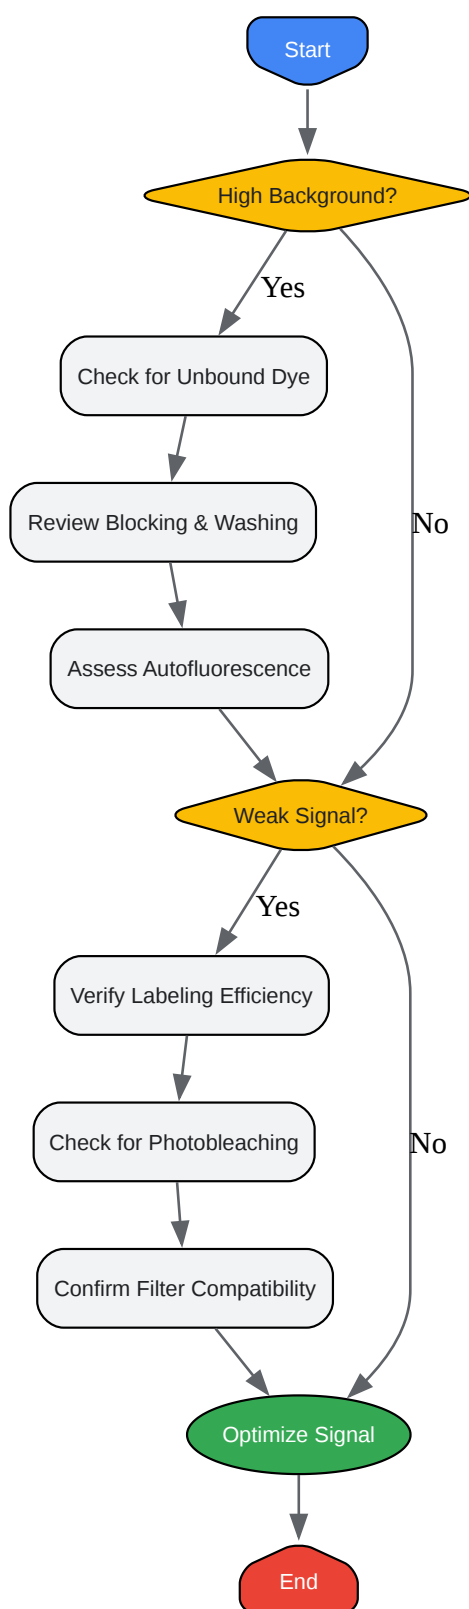 Start
High Background?
Yes
Check for Unbound Dye
Review Blocking & Washing
No
Assess Autofluorescence
Weak Signal?
Yes
Verify Labeling Efficiency
Check for Photobleaching
No
Confirm Filter Compatibility
Optimize Signal
End